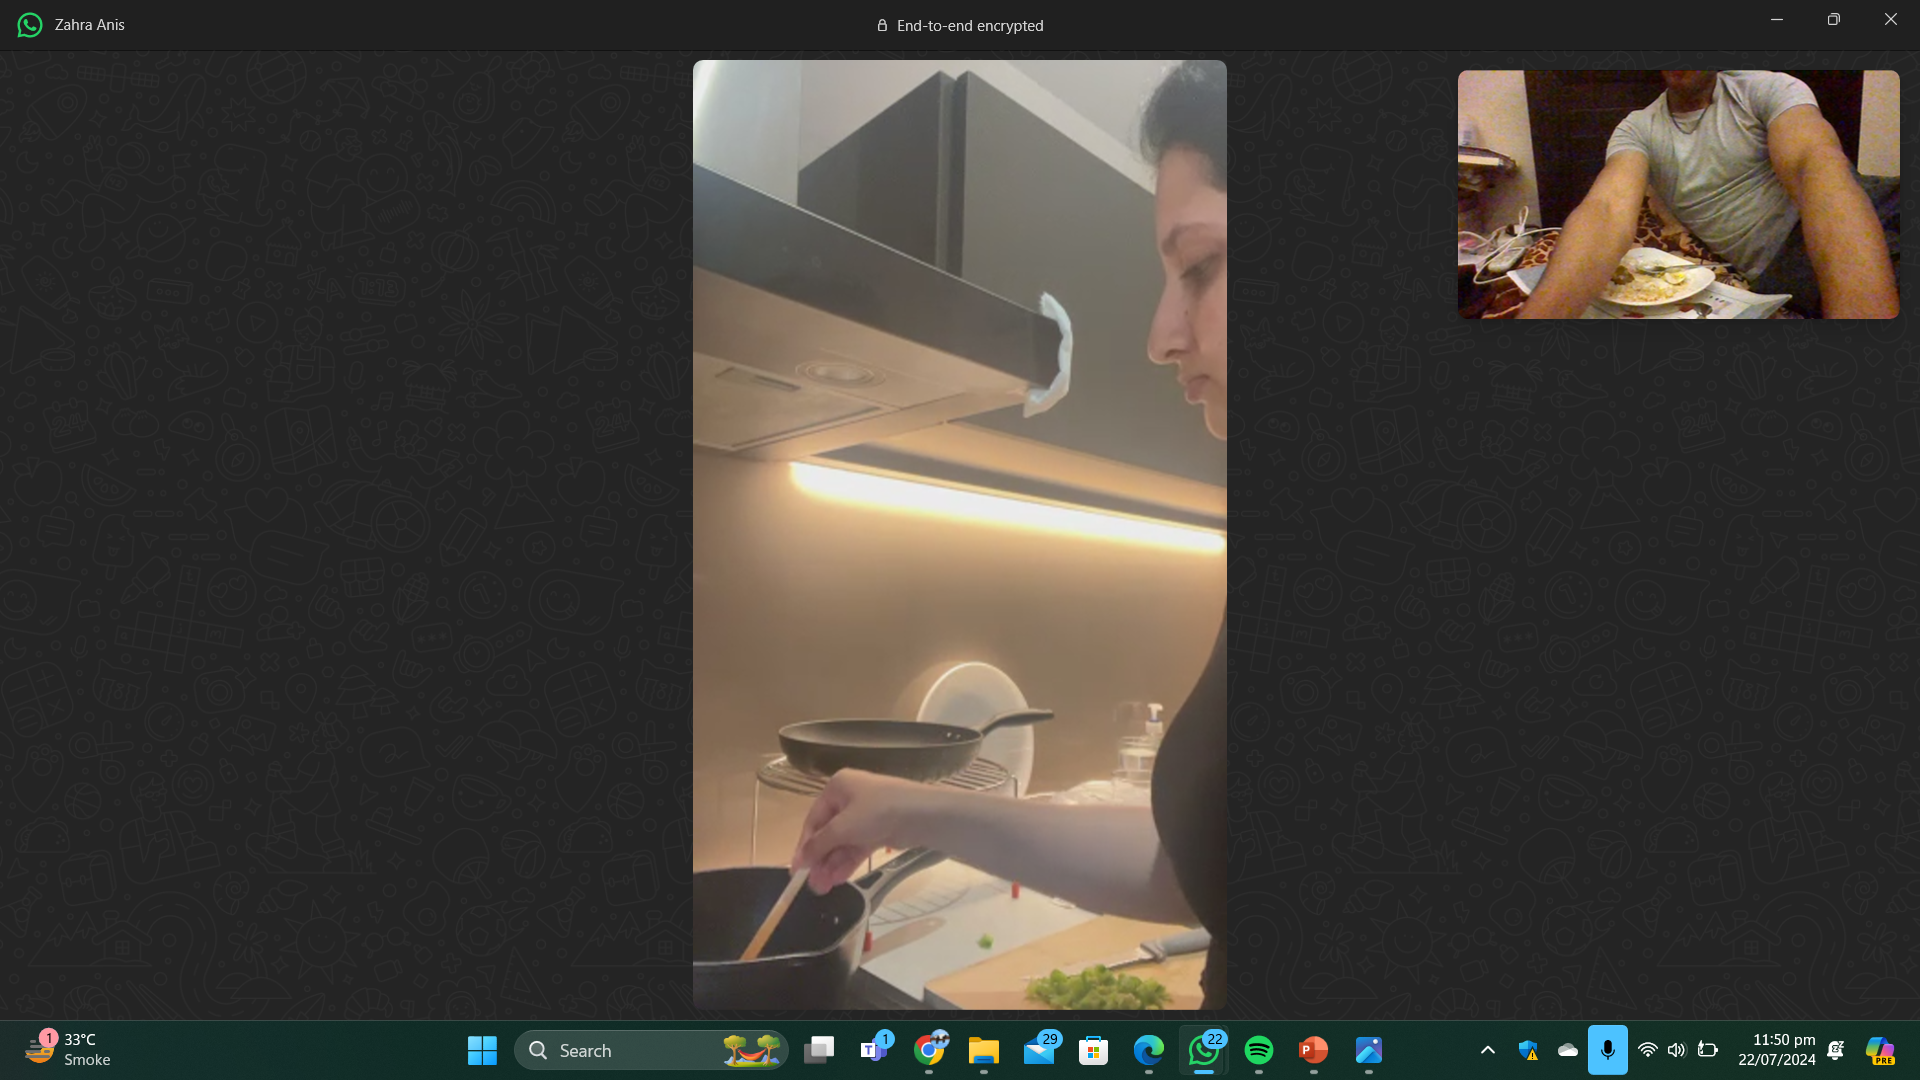 Zahra Anis
End-to-end encrypted
1
33°C
Smoke
Search
1
29
22
11:50 pm
22/07/2024
PRE